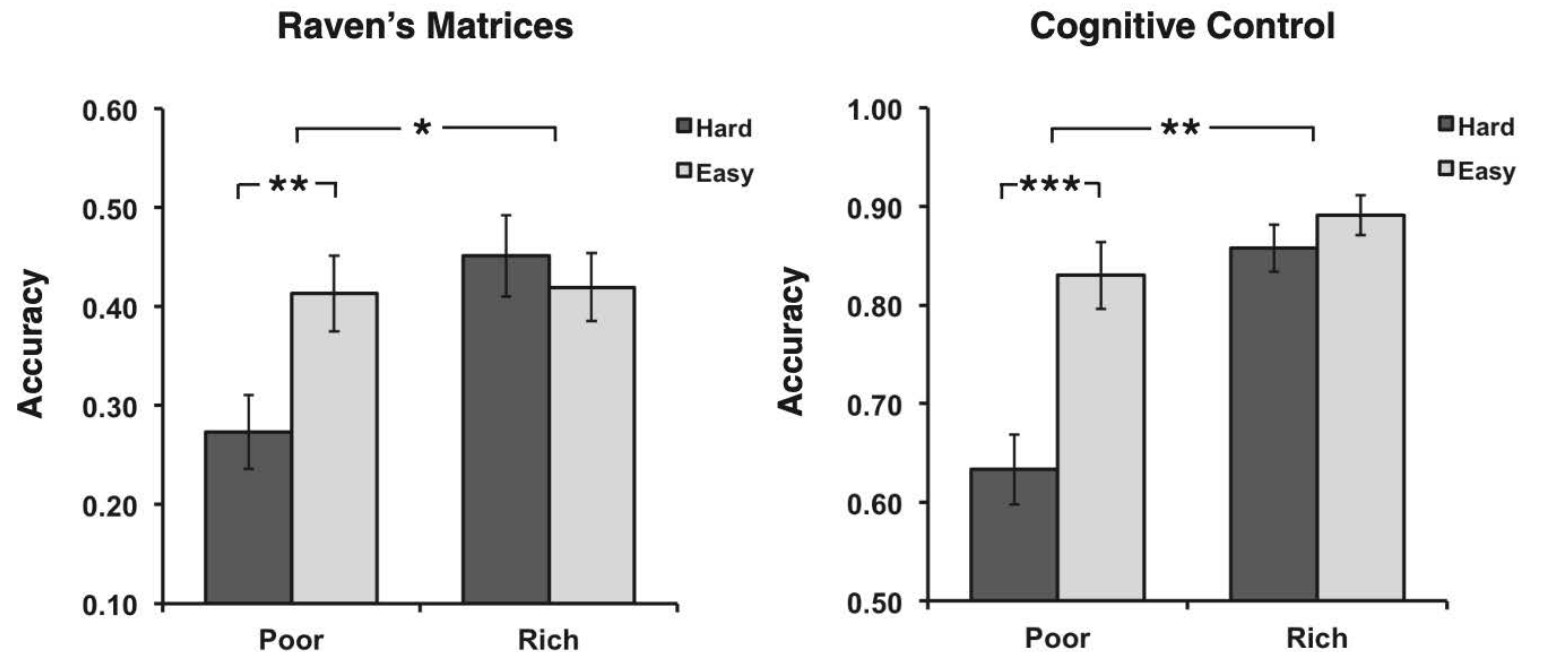 Raven's Matrices
Accuracy
0.60
0.50
0.40
0.30
0.20
0.10
*
**
Hard
Easy
Poor
Rich
Cognitive Control
Accuracy
1.00
0.90
0.80
0.70
0.60
0.50
**
***
Hard
Easy
Poor
Rich